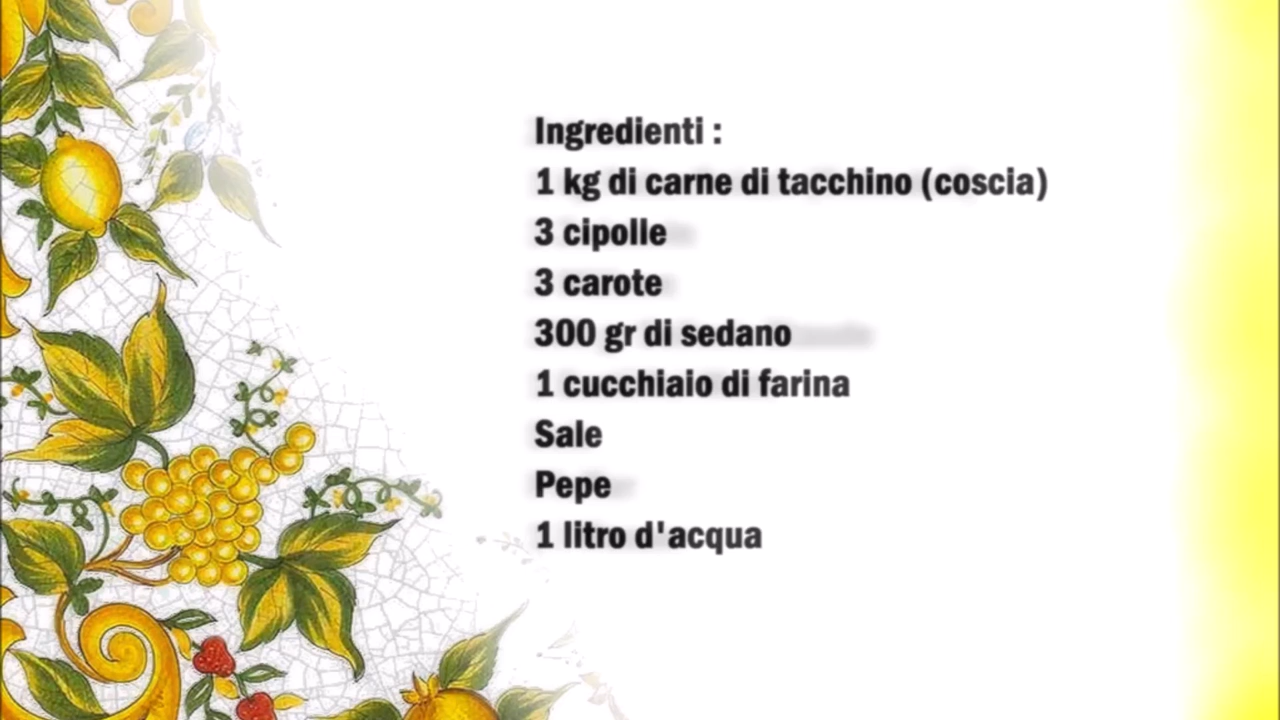 Ingredienti :
1 kg di carne di tacchino (coscia)
3 cipolle
3 carote
300 gr di sedano
1 cucchiaio di farina
Sale
Pepe
1 litro d'acqua